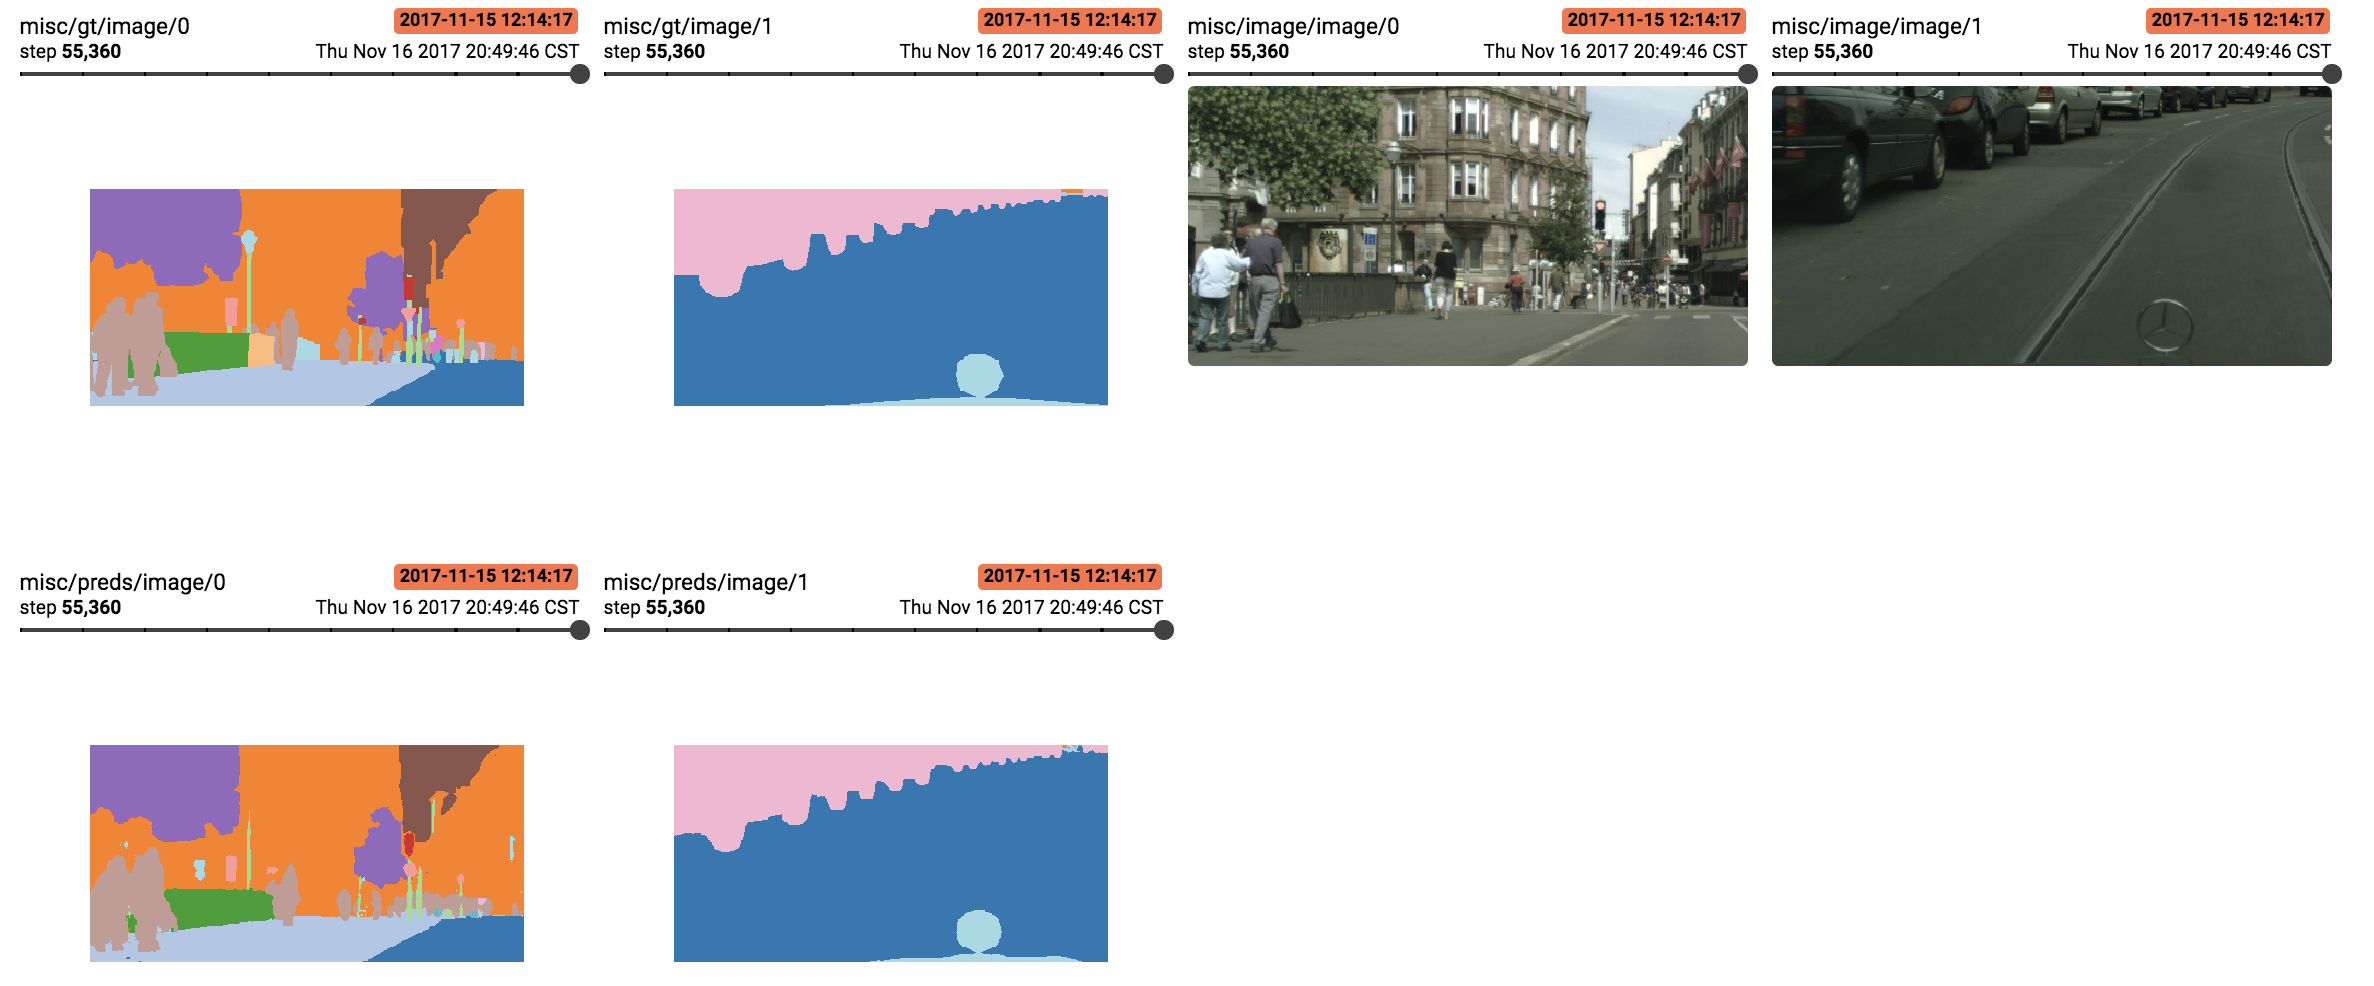 misc/gt/image/0 2017-11-15 12:14:17
step 55,360 Thu Nov 16 2017 20:49:46 CST
misc/gt/image/1 2017-11-15 12:14:17
step 55,360 Thu Nov 16 2017 20:49:46 CST
misc/image/image/0 2017-11-15 12:14:17
step 55,360 Thu Nov 16 2017 20:49:46 CST
misc/image/image/1 2017-11-15 12:14:17
step 55,360 Thu Nov 16 2017 20:49:46 CST
misc/preds/image/0 2017-11-15 12:14:17
step 55,360 Thu Nov 16 2017 20:49:46 CST
misc/preds/image/1 2017-11-15 12:14:17
step 55,360 Thu Nov 16 2017 20:49:46 CST